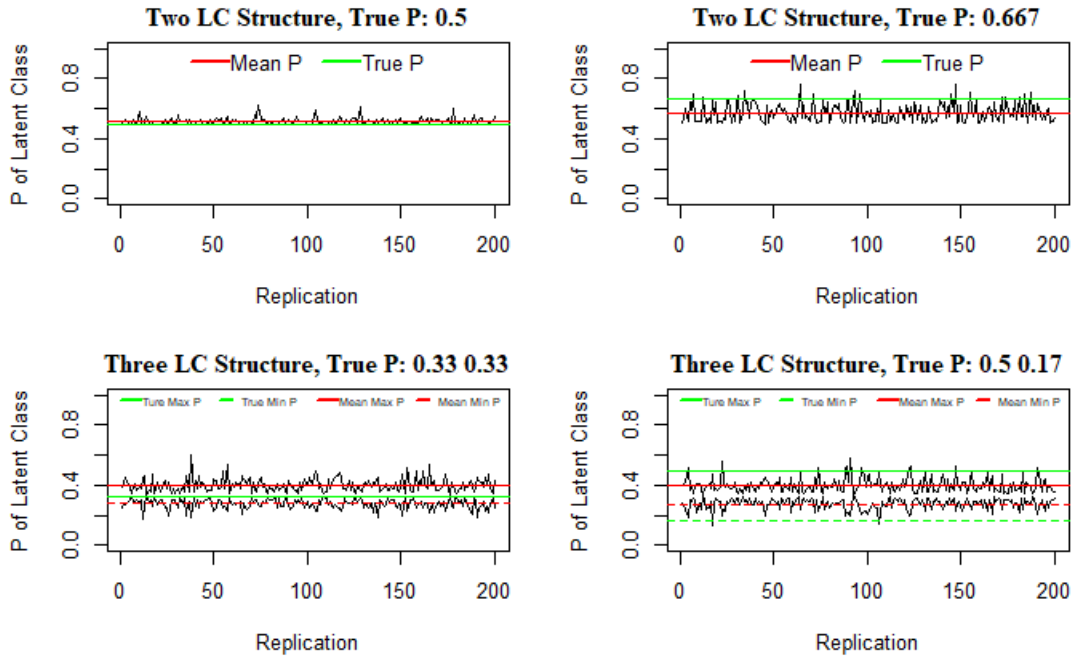 Two LC Structure, True P: 0.5
P of Latent Class
0.0 0.4 0.8
Mean P True P
0 50 100 150 200
Replication
Two LC Structure, True P: 0.667
P of Latent Class
0.0 0.4 0.8
Mean P True P
0 50 100 150 200
Replication
Three LC Structure, True P: 0.33 0.33
P of Latent Class
0.0 0.4 0.8
Ture Max P True Min P Mean Max P Mean Min P
0 50 100 150 200
Replication
Three LC Structure, True P: 0.5 0.17
P of Latent Class
0.0 0.4 0.8
Ture Max P True Min P Mean Max P Mean Min P
0 50 100 150 200
Replication